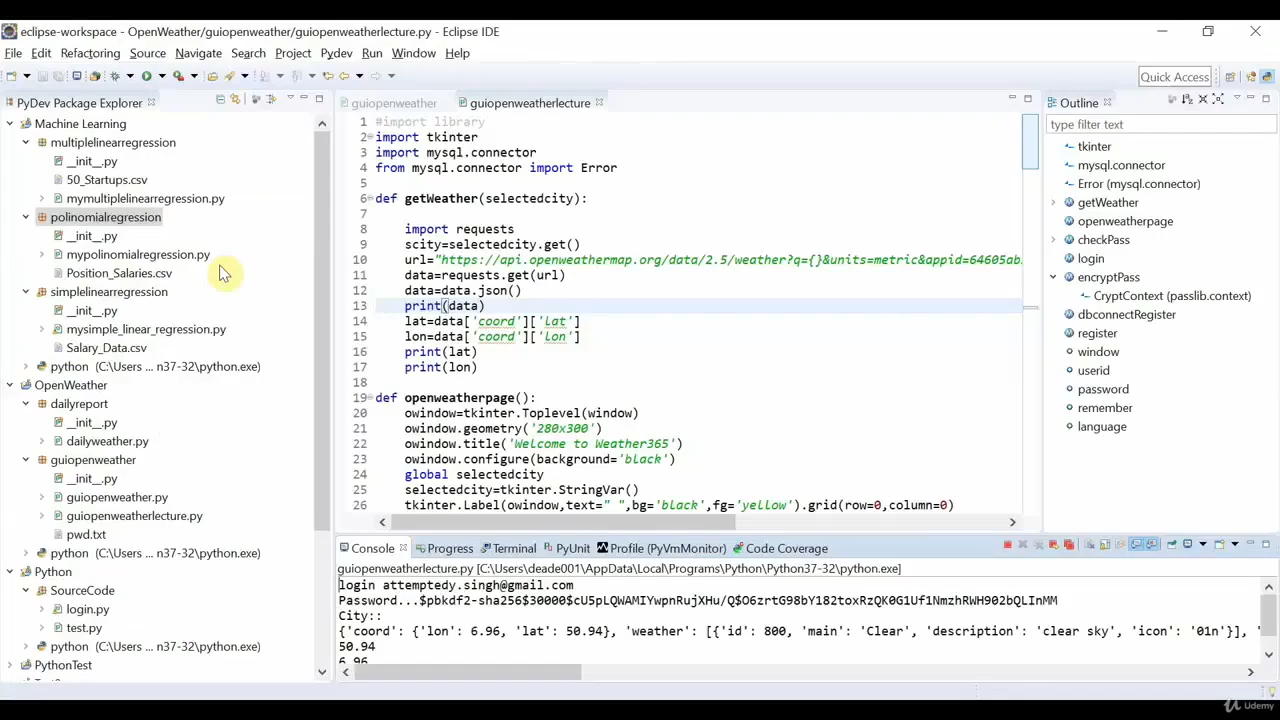 eclipse-workspace - OpenWeather/guiopenweather/guiopenweatherlecture.py - Eclipse IDE
File Edit Refactoring Source Navigate Search Project Pydev Run Window Help
Quick Access
PyDev Package Explorer
Machine Learning
multiplelinearregression
__init__.py
50_Startups.csv
mymultiplelinearregression.py
polinomialregression
__init__.py
mypolinomialregression.py
Position_Salaries.csv
simplelinearregression
__init__.py
mysimple_linear_regression.py
Salary_Data.csv
python (C:\Users ... n37-32\python.exe)
OpenWeather
dailyreport
__init__.py
dailyweather.py
guiopenweather
__init__.py
guiopenweather.py
guiopenweatherlecture.py
pwd.txt
python (C:\Users ... n37-32\python.exe)
Python
SourceCode
login.py
test.py
python (C:\Users ... n37-32\python.exe)
PythonTest
guiopenweather guiopenweatherlecture
1 #import library
2 import tkinter
3 import mysql.connector
4 from mysql.connector import Error
5
6 def getWeather(selectedcity):
7
8 import requests
9 scity=selectedcity.get()
10 url="https://api.openweathermap.org/data/2.5/weather?q={}&units=metric&appid=64605ab
11 data=requests.get(url)
12 data=data.json()
13 print(data)
14 lat=data['coord']['lat']
15 lon=data['coord']['lon']
16 print(lat)
17 print(lon)
18
19 def openweatherpage():
20 owindow=tkinter.Toplevel(window)
21 owindow.geometry('280x300')
22 owindow.title('Welcome to Weather365')
23 owindow.configure(background='black')
24 global selectedcity
25 selectedcity=tkinter.StringVar()
26 tkinter.Label(owindow,text=" ",bg='black',fg='yellow').grid(row=0,column=0)
Outline
type filter text
tkinter
mysql.connector
Error (mysql.connector)
getWeather
openweatherpage
checkPass
login
encryptPass
CryptContext (passlib.context)
dbconnectRegister
register
window
userid
password
remember
language
Console Progress Terminal PyUnit Profile (PyVmMonitor) Code Coverage
guiopenweatherlecture.py [C:\Users\deade001\AppData\Local\Programs\Python\Python37-32\python.exe]
login attemptedy.singh@gmail.com
Password...$pbkdf2-sha256$30000$cU5pLQWAMIYwpnRujXHu/Q$O6zrtG98bY182toxRzQK0G1Uf1NmzhRWH902bQLInMM
City::
{'coord': {'lon': 6.96, 'lat': 50.94}, 'weather': [{'id': 800, 'main': 'Clear', 'description': 'clear sky', 'icon': '01n'}], '
50.94
6.96
Udemy